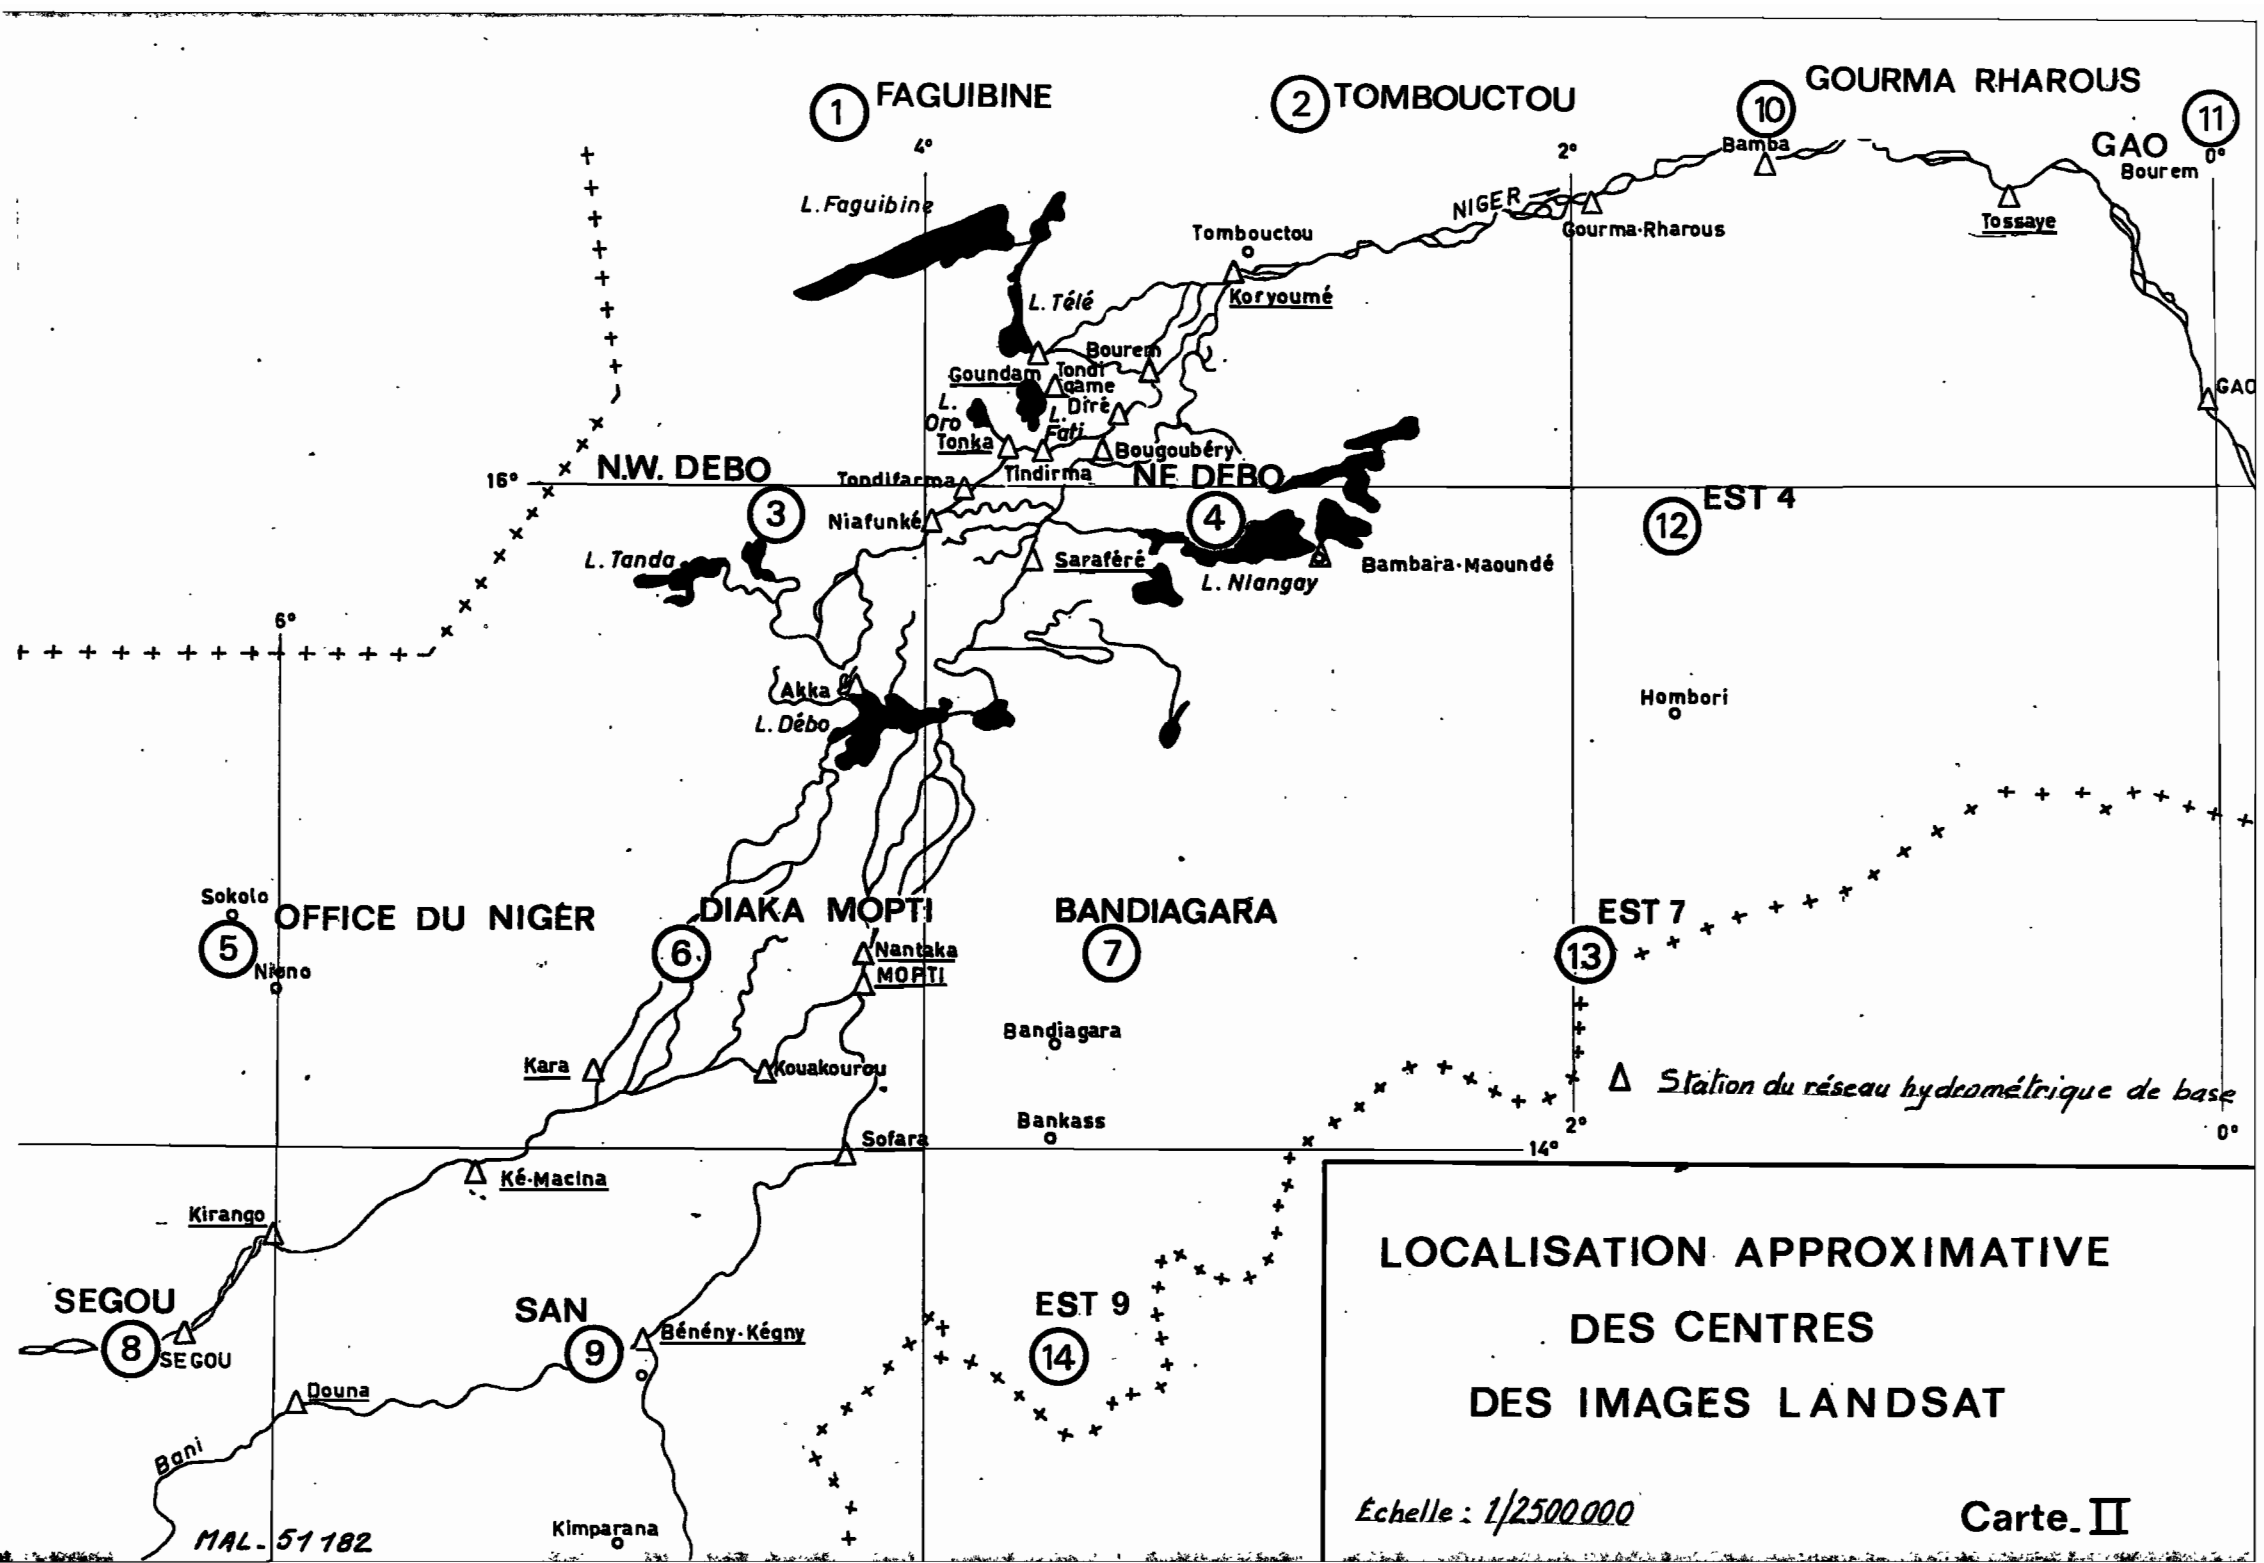 1 FAGUIBINE
2 TOMBOUCTOU
10 GOURMA RHAROUS
11
GAO
4°
2°
0°
Bamba
Bourem
L. Faguibine
NIGER
Tossaye
Tombouctou
Gourma-Rharous
Koryoumé
L. Télé
Bourem
Goundam
Tondi
game
GAO
L.
Oro
Diré
L.
Fati
Tonka
Bougoubéry
Tindirma
N.W. DEBO
NE DEBO
16°
Tondifarma
EST 4
3
4
12
Niafunké
L. Tanda
Saraféré
Bambara-Maoundé
L. Niangay
6°
Akka
L. Débo
Hombori
Sokolo
OFFICE DU NIGER
DIAKA MOPTI
BANDIAGARA
EST 7
5
6
7
13
Nantaka
Niono
MOPTI
Bandiagara
Kara
Kouakourou
Δ Station du réseau hydrométrique de base
Bankass
2°
0°
Sofara
14°
Ké-Macina
Kirango
LOCALISATION APPROXIMATIVE
DES CENTRES
DES IMAGES LANDSAT
SEGOU
SAN
EST 9
8
9
14
Bénény-Kégny
SEGOU
Douna
Bani
Echelle : 1/2500000
Carte_II
Kimparana
MAL_51182